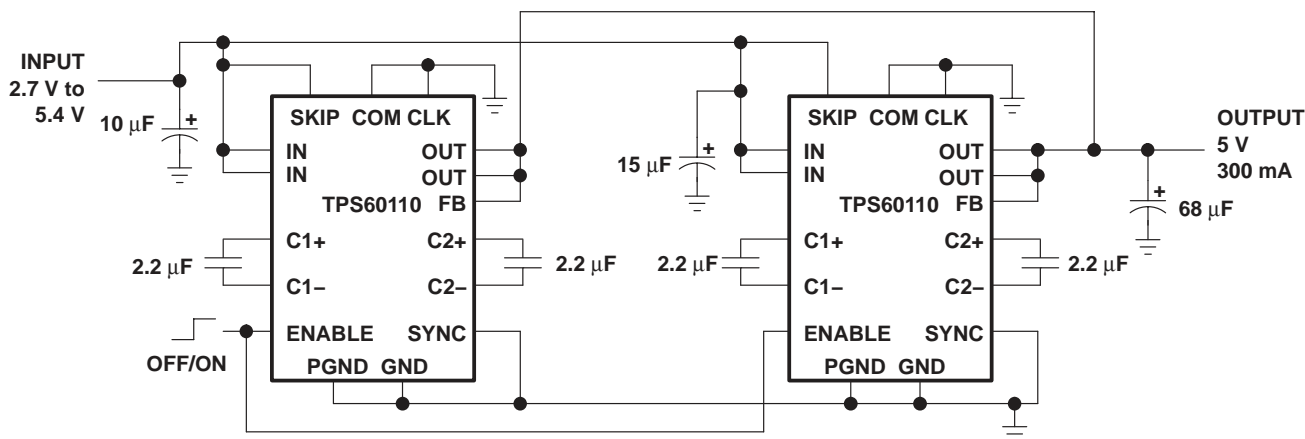 INPUT
2.7 V to
5.4 V
10 μF
+
SKIP COM CLK
IN OUT
IN OUT
TPS60110 FB
C1+ C2+
2.2 μF
2.2 μF
C1– C2–
ENABLE SYNC
OFF/ON
PGND GND
15 μF
+
SKIP COM CLK
IN OUT
IN OUT
TPS60110 FB
C1+ C2+
2.2 μF
2.2 μF
C1– C2–
ENABLE SYNC
PGND GND
OUTPUT
5 V
300 mA
+
68 μF